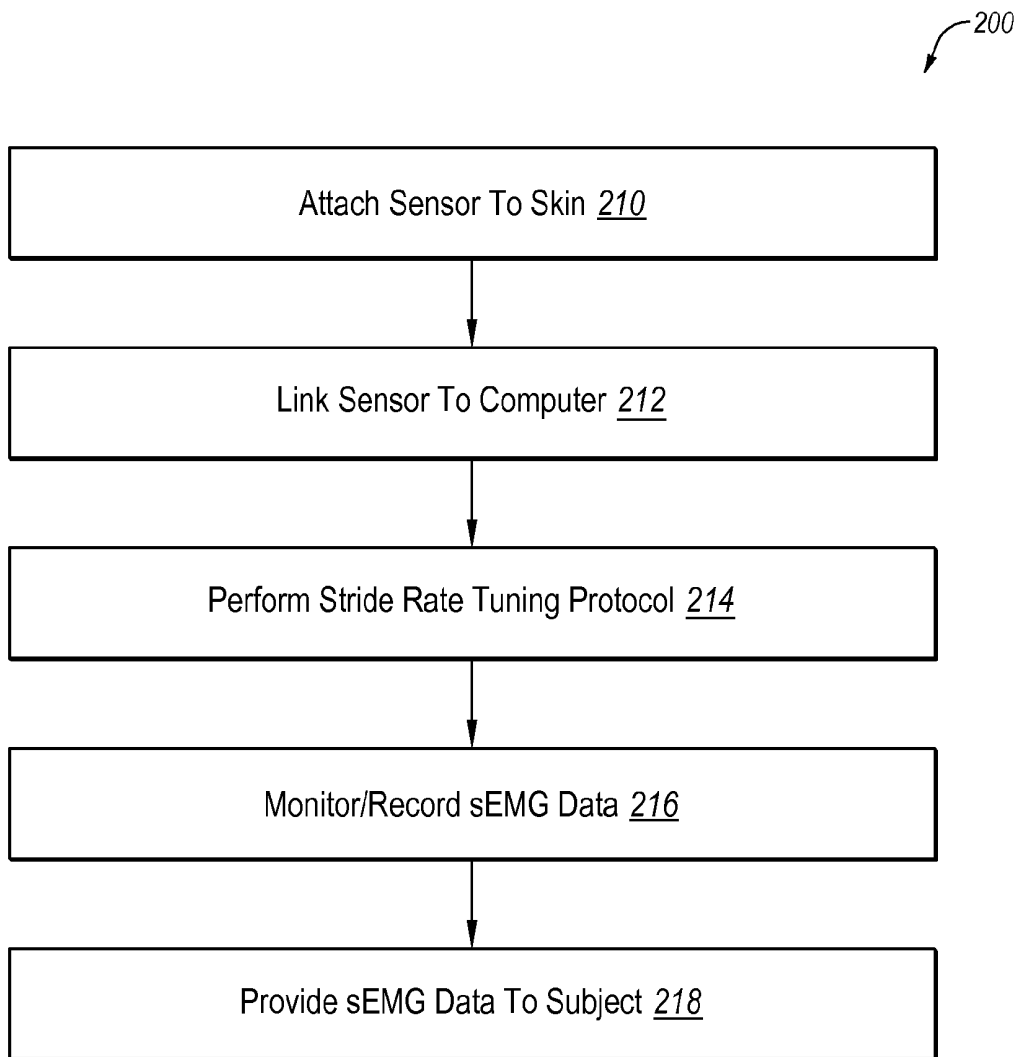 200
Attach Sensor To Skin 210
Link Sensor To Computer 212
Perform Stride Rate Tuning Protocol 214
Monitor/Record sEMG Data 216
Provide sEMG Data To Subject 218